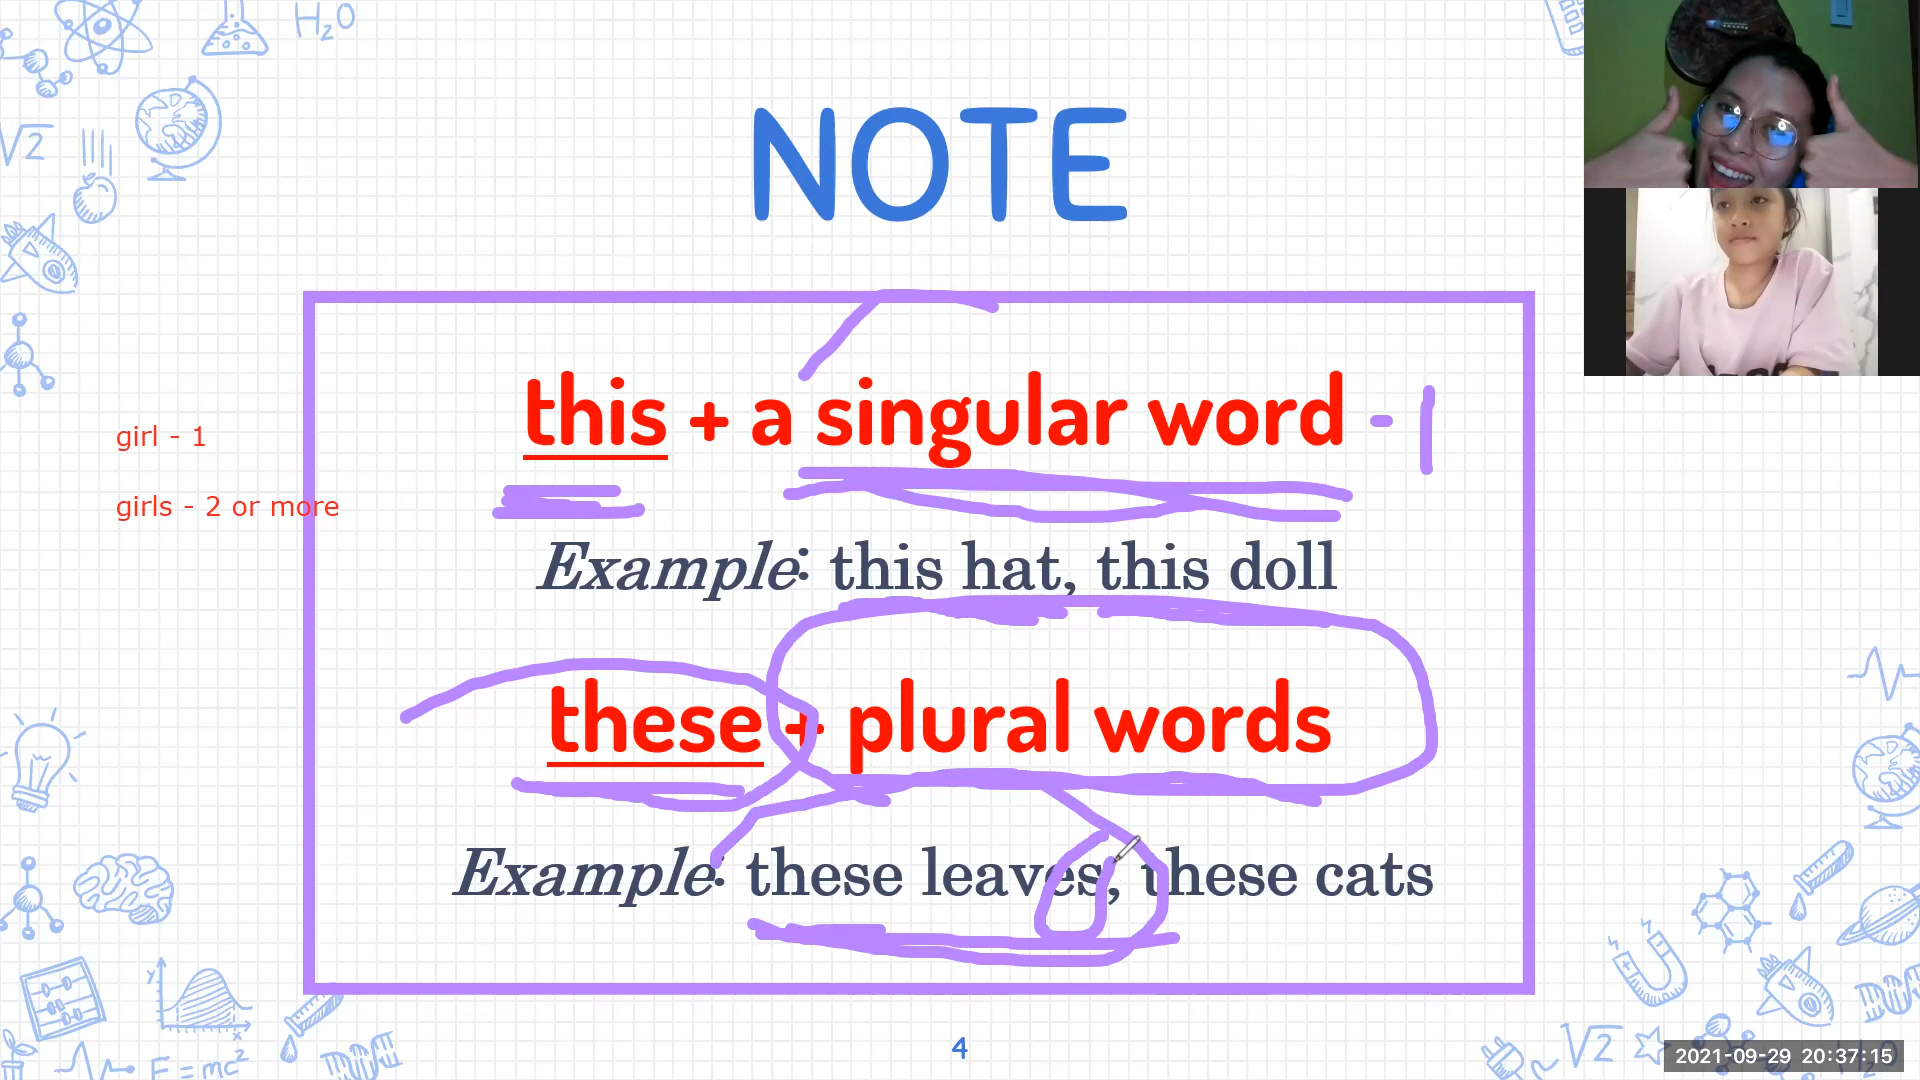 H₂O
√2
NOTE
this + a singular word - 1
girl - 1
girls - 2 or more
Example: this hat, this doll
these + plural words
Example: these leaves, these cats
y
x
F = mc²
4
√2
H₂O
2021-09-29 20:37:15